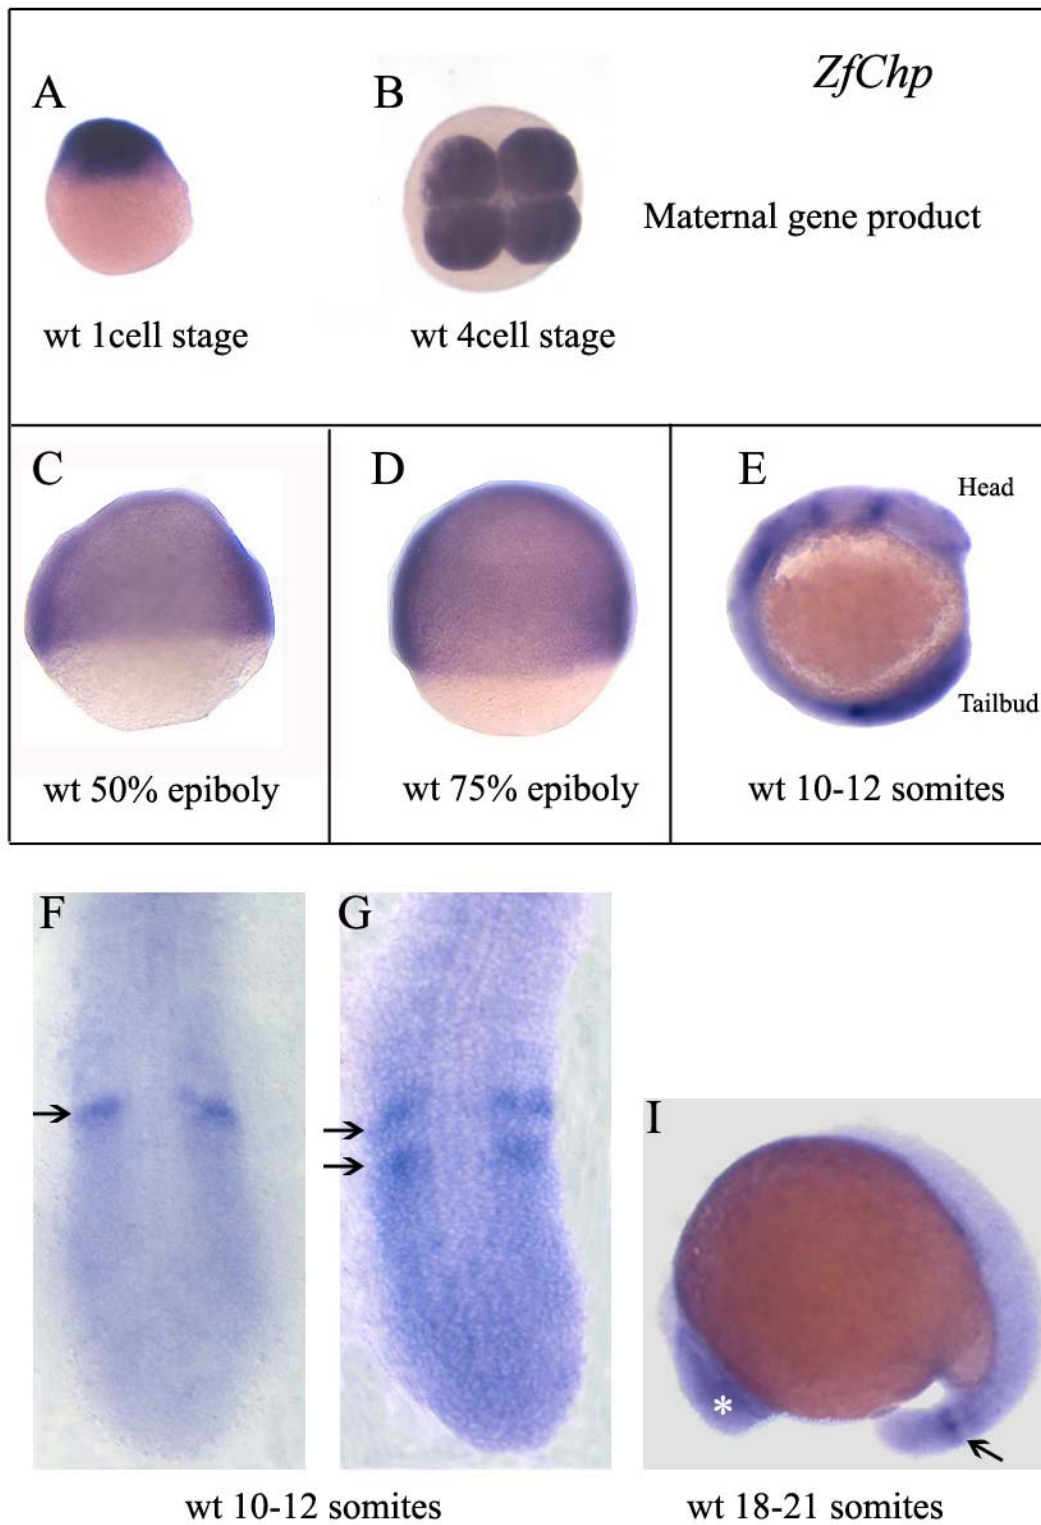 A
B
ZfChp
Maternal gene product
wt 1cell stage
wt 4cell stage
C
D
E
Head
Tailbud
wt 50% epiboly
wt 75% epiboly
wt 10-12 somites
F
G
I
*
wt 10-12 somites
wt 18-21 somites